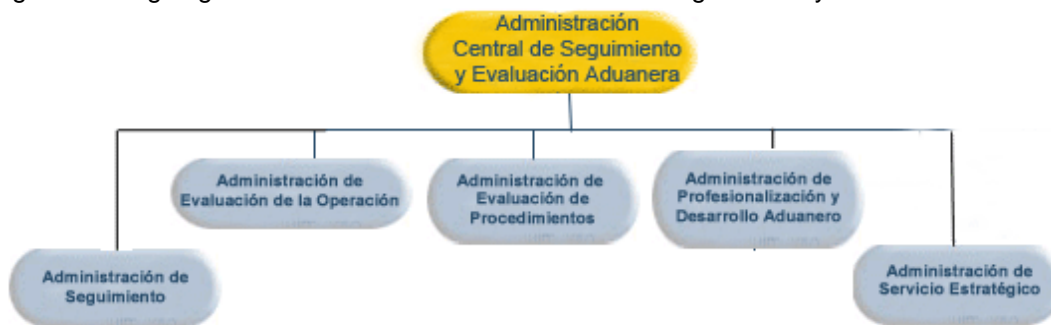 Administración
Central de Seguimiento
y Evaluación Aduanera
Administración de
Evaluación de la Operación
Administración de
Evaluación de
Procedimientos
Administración de
Profesionalización y
Desarrollo Aduanero
Administración de
Seguimiento
Administración de
Servicio Estratégico